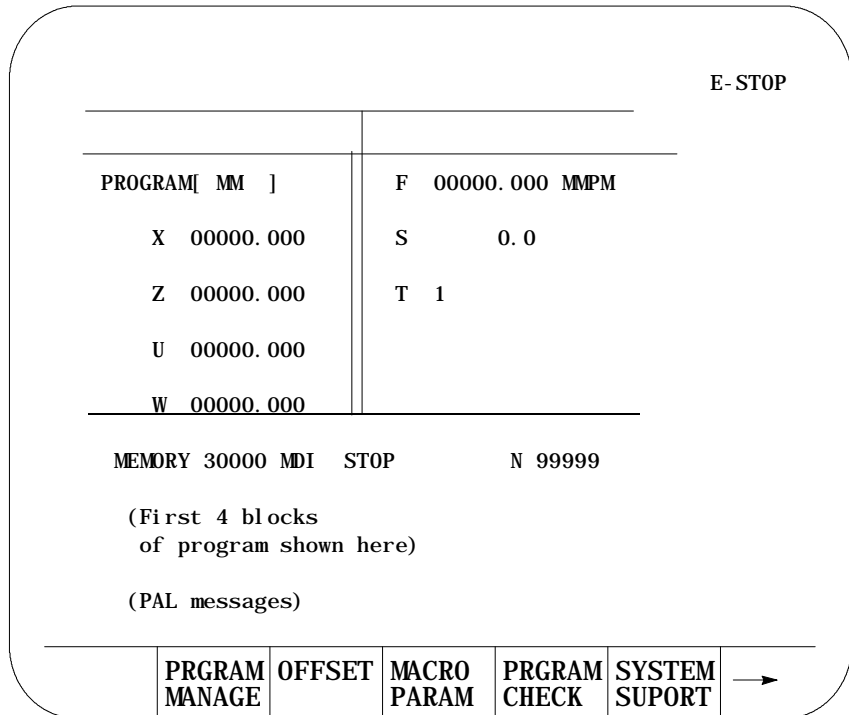 E-STOP
PROGRAM[ MM ] F 00000.000 MMPM
X 00000.000 S 0.0
Z 00000.000 T 1
U 00000.000
W 00000.000
MEMORY 30000 MDI STOP N 99999
(First 4 blocks
of program shown here)
(PAL messages)
PRGRAM OFFSET MACRO PRGRAM SYSTEM
MANAGE PARAM CHECK SUPORT